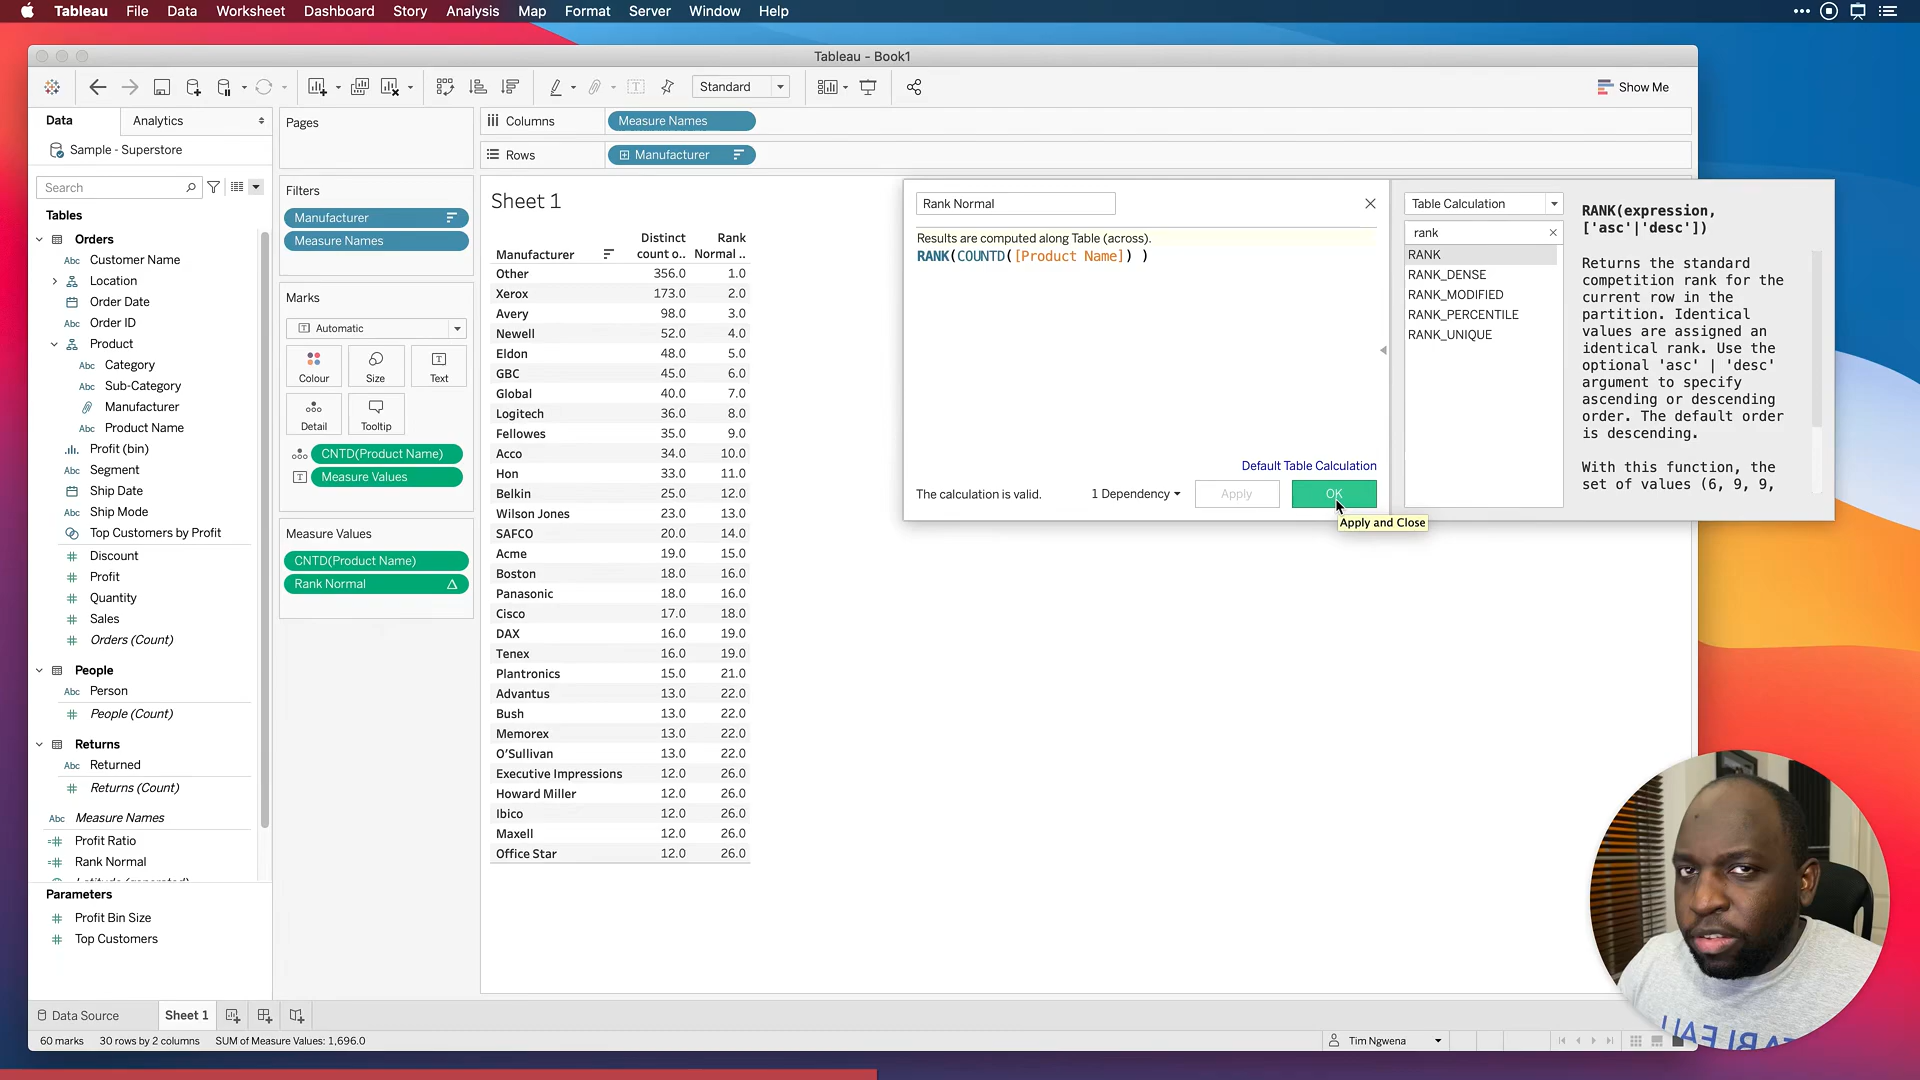 Tableau File Data Worksheet Dashboard Story Analysis Map Format Server Window Help
Tableau - Book1
Standard
Show Me
Data Analytics
Sample - Superstore
Search
Tables
Orders
Customer Name
Location
Order Date
Order ID
Product
Category
Sub-Category
Manufacturer
Product Name
Profit (bin)
Segment
Ship Date
Ship Mode
Top Customers by Profit
Discount
Profit
Quantity
Sales
Orders (Count)
People
Person
People (Count)
Returns
Returned
Returns (Count)
Measure Names
Profit Ratio
Rank Normal
Parameters
Profit Bin Size
Top Customers
Pages
Filters
Manufacturer
Measure Names
Marks
Automatic
Colour Size Text
Detail Tooltip
CNTD(Product Name)
Measure Values
Measure Values
CNTD(Product Name)
Rank Normal
Columns Measure Names
Rows Manufacturer
Sheet 1
Distinct Rank
Manufacturer count o.. Normal ..
Other 356.0 1.0
Xerox 173.0 2.0
Avery 98.0 3.0
Newell 52.0 4.0
Eldon 48.0 5.0
GBC 45.0 6.0
Global 40.0 7.0
Logitech 36.0 8.0
Fellowes 35.0 9.0
Acco 34.0 10.0
Hon 33.0 11.0
Belkin 25.0 12.0
Wilson Jones 23.0 13.0
SAFCO 20.0 14.0
Acme 19.0 15.0
Boston 18.0 16.0
Panasonic 18.0 16.0
Cisco 17.0 18.0
DAX 16.0 19.0
Tenex 16.0 19.0
Plantronics 15.0 21.0
Advantus 13.0 22.0
Bush 13.0 22.0
Memorex 13.0 22.0
O'Sullivan 13.0 22.0
Executive Impressions 12.0 26.0
Howard Miller 12.0 26.0
Ibico 12.0 26.0
Maxell 12.0 26.0
Office Star 12.0 26.0
Rank Normal
Results are computed along Table (across).
RANK(COUNTD([Product Name]) )
Default Table Calculation
The calculation is valid. 1 Dependency Apply OK
Apply and Close
Table Calculation
rank
RANK
RANK_DENSE
RANK_MODIFIED
RANK_PERCENTILE
RANK_UNIQUE
RANK(expression,
['asc'|'desc'])
Returns the standard
competition rank for the
current row in the
partition. Identical
values are assigned an
identical rank. Use the
optional 'asc' | 'desc'
argument to specify
ascending or descending
order. The default order
is descending.
With this function, the
set of values (6, 9, 9,
Data Source Sheet 1
60 marks 30 rows by 2 columns SUM of Measure Values: 1,696.0
Tim Ngwena